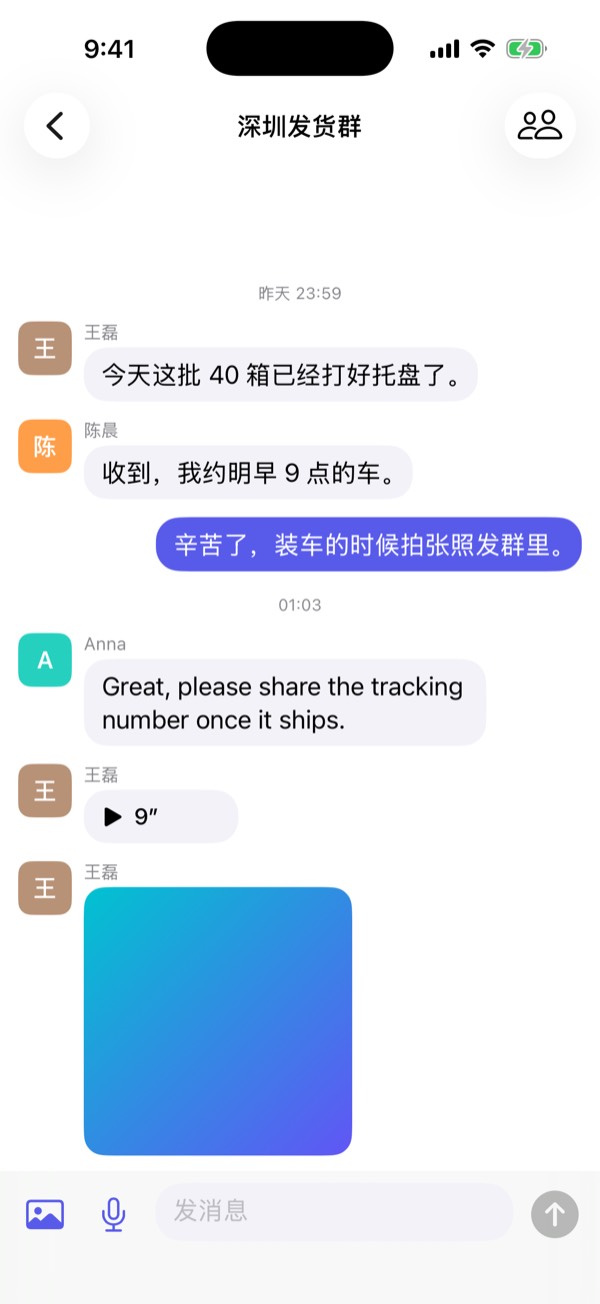 9:41
深圳发货群
昨天 23:59
王
王磊
今天这批 40 箱已经打好托盘了。
陈
陈晨
收到，我约明早 9 点的车。
辛苦了，装车的时候拍张照发群里。
01:03
A
Anna
Great, please share the tracking
number once it ships.
王
王磊
9″
王
王磊
发消息